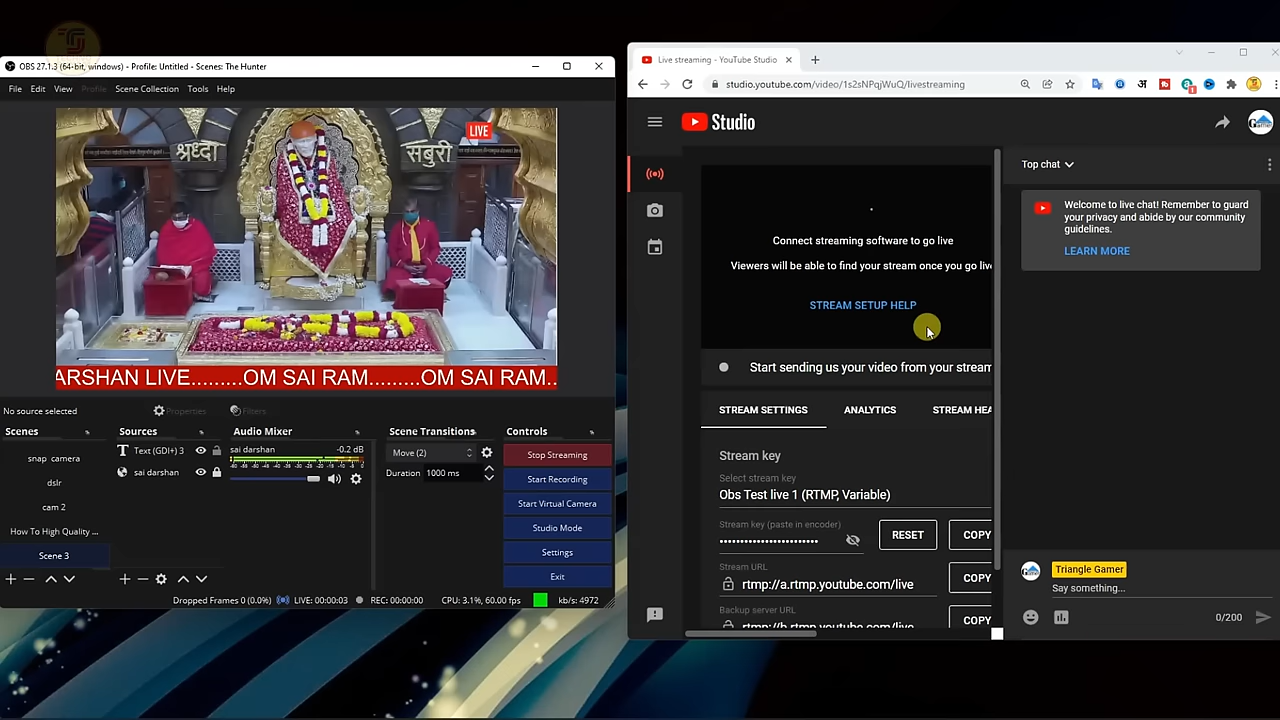 OBS 27.1.3 (64-bit, windows) - Profile: Untitled - Scenes: The Hunter
File Edit View Profile Scene Collection Tools Help
LIVE
श्रध्दा
सबुरी
ARSHAN LIVE.........OM SAI RAM.........OM SAI RAM..
No source selected
Properties
Filters
Scenes
snap camera
dslr
cam 2
How To High Quality ...
Scene 3
Sources
Text (GDI+) 3
sai darshan
Audio Mixer
sai darshan
-0.2 dB
Scene Transitions
Move (2)
Duration 1000 ms
Controls
Stop Streaming
Start Recording
Start Virtual Camera
Studio Mode
Settings
Exit
Dropped Frames 0 (0.0%) LIVE: 00:00:03 REC: 00:00:00 CPU: 3.1%, 60.00 fps kb/s: 4972
Live streaming - YouTube Studio
studio.youtube.com/video/1s2sNPqjWuQ/livestreaming
अ
1
Studio
Connect streaming software to go live
Viewers will be able to find your stream once you go liv
STREAM SETUP HELP
Start sending us your video from your stream
STREAM SETTINGS
ANALYTICS
STREAM HEA
Stream key
Select stream key
Obs Test live 1 (RTMP, Variable)
Stream key (paste in encoder)
RESET
COPY
Stream URL
rtmp://a.rtmp.youtube.com/live
COPY
Backup server URL
rtmp://b.rtmp.youtube.com/live
COPY
Top chat
Welcome to live chat! Remember to guard
your privacy and abide by our community
guidelines.
LEARN MORE
Triangle Gamer
Say something...
0/200